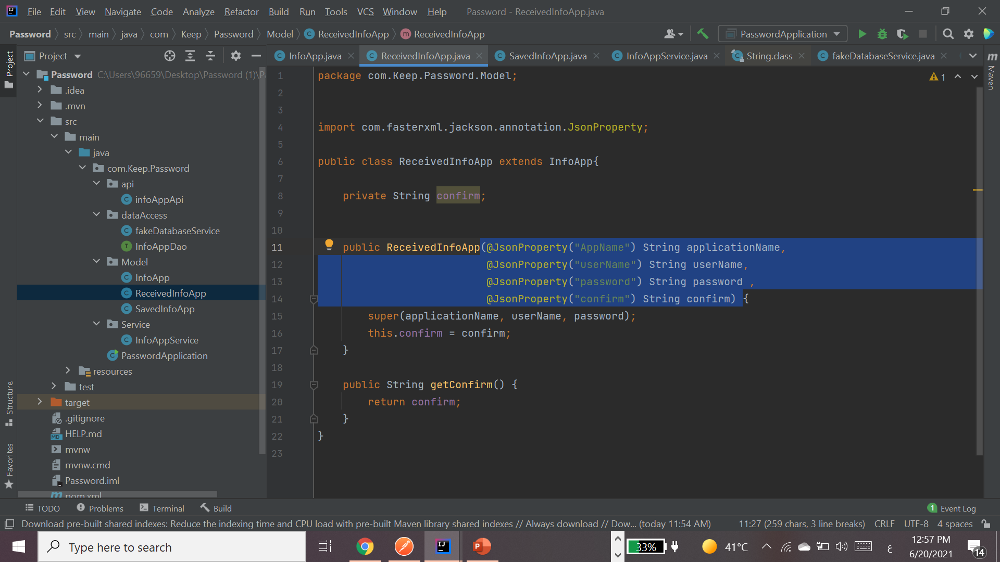 File Edit View Navigate Code Analyze Refactor Build Run Tools VCS Window Help Password - ReceivedInfoApp.java
Password src main java com Keep Password Model ReceivedInfoApp m ReceivedInfoApp PasswordApplication
Project
InfoApp.java ReceivedInfoApp.java SavedInfoApp.java InfoAppService.java String.class fakeDatabaseService.java
Project
Structure
Favorites
m Maven
Password C:\Users\96659\Desktop\Password (1)\P
.idea
.mvn
src
main
java
com.Keep.Password
api
infoAppApi
dataAccess
fakeDatabaseService
InfoAppDao
Model
InfoApp
ReceivedInfoApp
SavedInfoApp
Service
InfoAppService
PasswordApplication
resources
test
target
.gitignore
HELP.md
mvnw
mvnw.cmd
Password.iml
pom.xml
1 package com.Keep.Password.Model; 1
2
3
4 import com.fasterxml.jackson.annotation.JsonProperty;
5
6 public class ReceivedInfoApp extends InfoApp{
7
8 private String confirm;
9
10
11 public ReceivedInfoApp(@JsonProperty("AppName") String applicationName,
12 @JsonProperty("userName") String userName,
13 @JsonProperty("password") String password ,
14 @JsonProperty("confirm") String confirm) {
15 super(applicationName, userName, password);
16 this.confirm = confirm;
17 }
18
19 public String getConfirm() {
20 return confirm;
21 }
22 }
23
TODO Problems Terminal Build 1 Event Log
Download pre-built shared indexes: Reduce the indexing time and CPU load with pre-built Maven library shared indexes // Always download // Dow... (today 11:54 AM) 11:27 (259 chars, 3 line breaks) CRLF UTF-8 4 spaces
Type here to search 33% 41°C ع 12:57 PM
6/20/2021 14